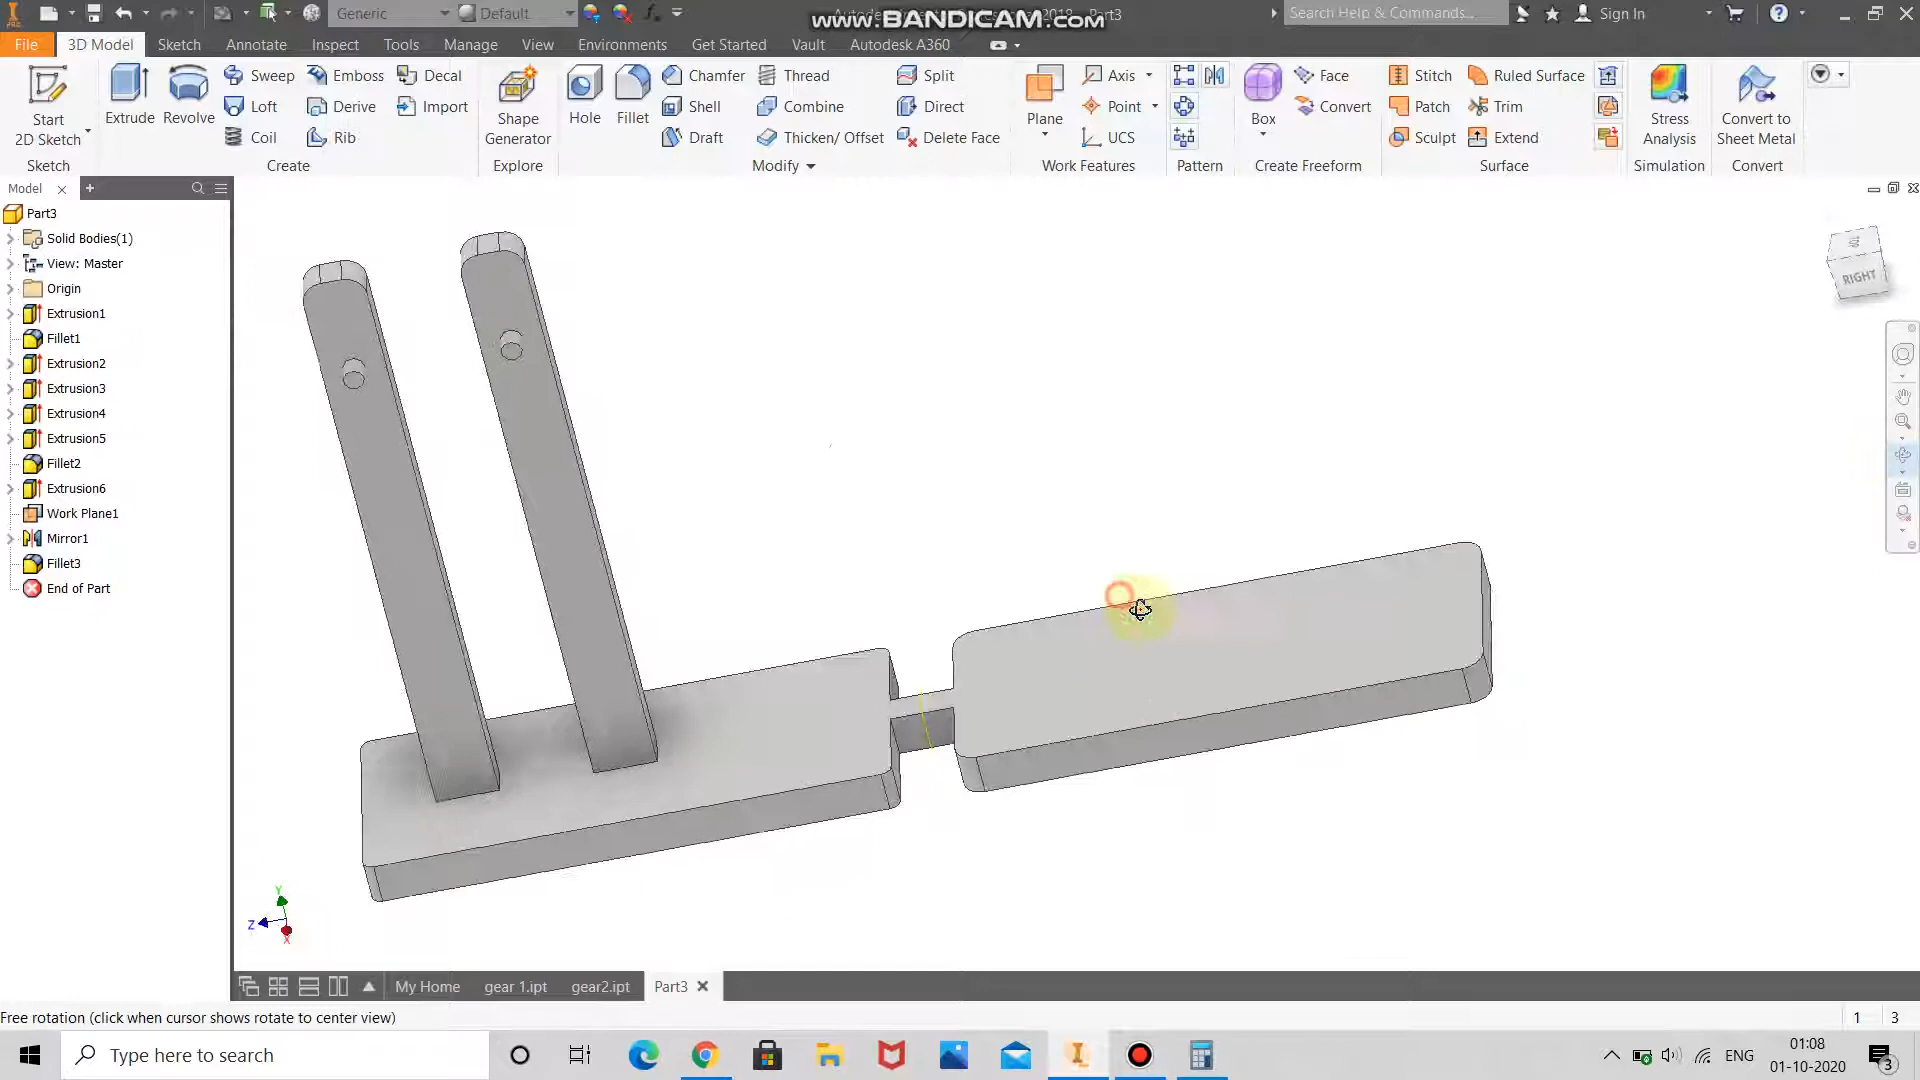 Generic
Default
www.BANDICAM.com
2018
Part3
Search Help & Commands...
Sign In
File
3D Model
Sketch
Annotate
Inspect
Tools
Manage
View
Environments
Get Started
Vault
Autodesk A360
Start
2D Sketch
Extrude
Revolve
Sweep
Loft
Coil
Emboss
Derive
Rib
Decal
Import
Shape
Generator
Hole
Fillet
Chamfer
Shell
Draft
Thread
Combine
Thicken/ Offset
Split
Direct
Delete Face
Plane
Axis
Point
UCS
Box
Face
Convert
Stitch
Patch
Sculpt
Ruled Surface
Trim
Extend
Stress
Analysis
Convert to
Sheet Metal
Sketch
Create
Explore
Modify
Work Features
Pattern
Create Freeform
Surface
Simulation
Convert
Model
Part3
Solid Bodies(1)
View: Master
Origin
Extrusion1
Fillet1
Extrusion2
Extrusion3
Extrusion4
Extrusion5
Fillet2
Extrusion6
Work Plane1
Mirror1
Fillet3
End of Part
RIGHT
Y
Z
X
My Home
gear 1.ipt
gear2.ipt
Part3
Free rotation (click when cursor shows rotate to center view)
1
3
Type here to search
ENG
01:08
01-10-2020
3